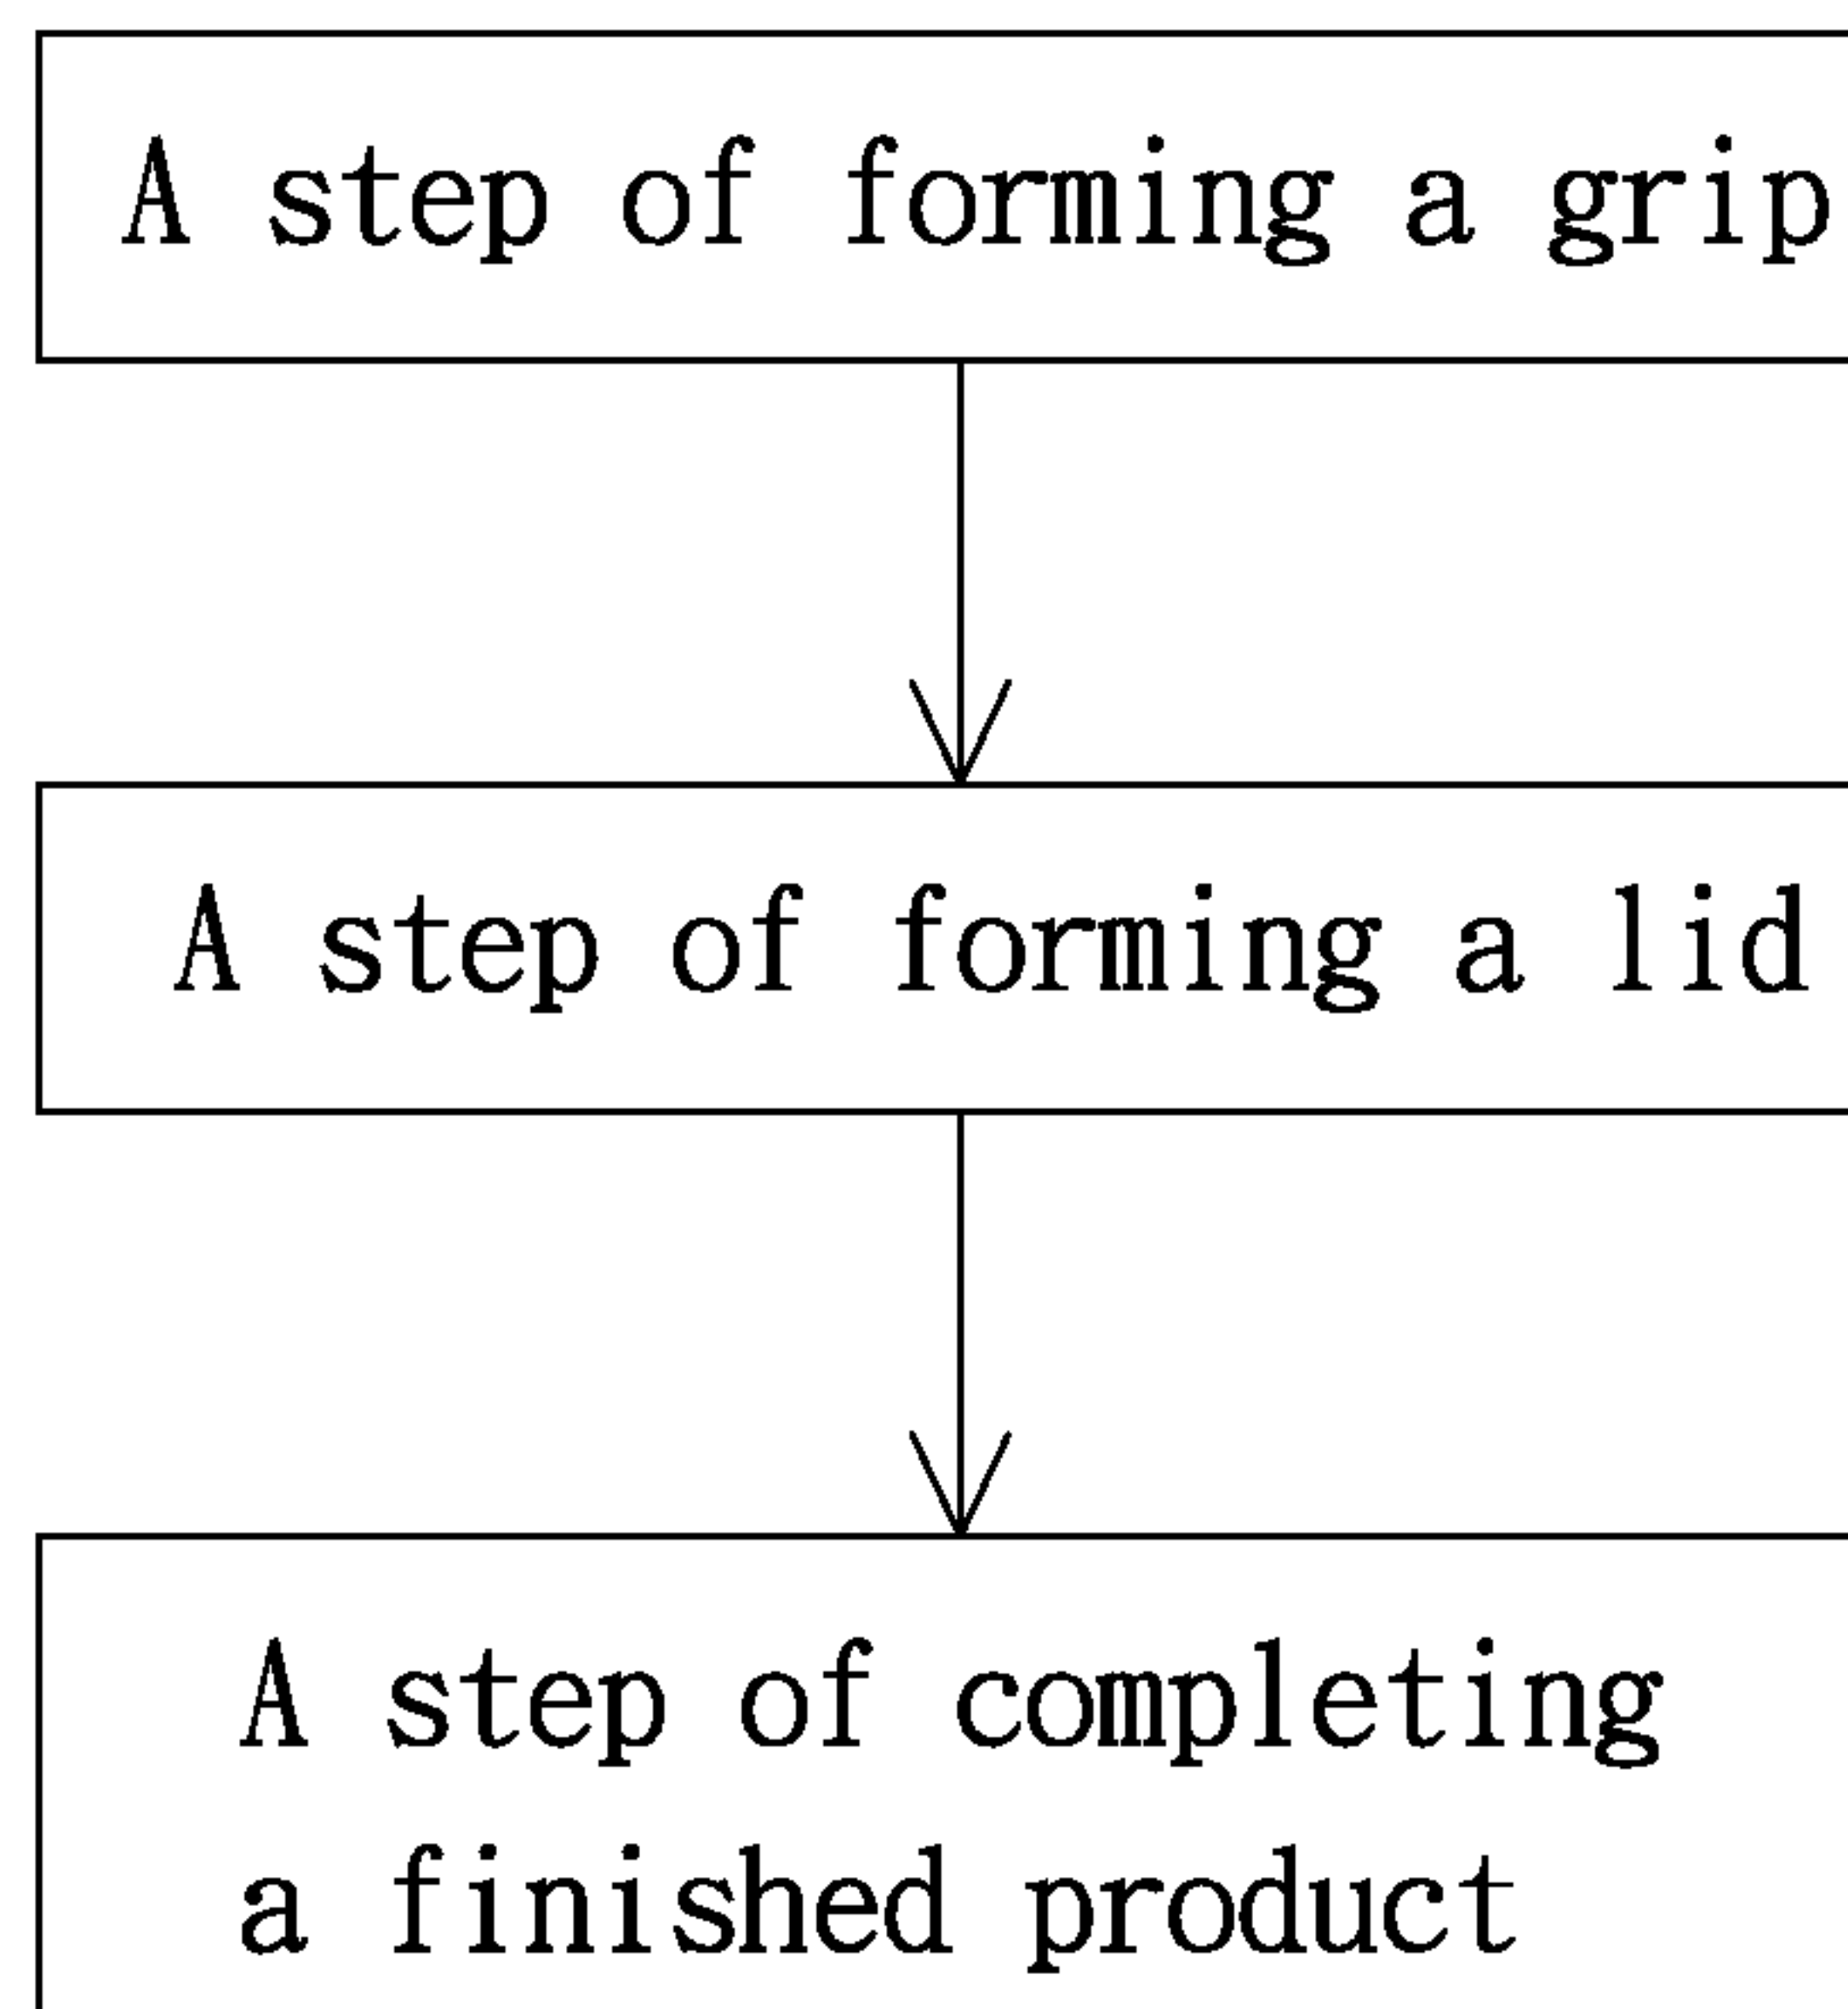 A step of forming a grip
A step of forming a lid
A step of completing
a finished product